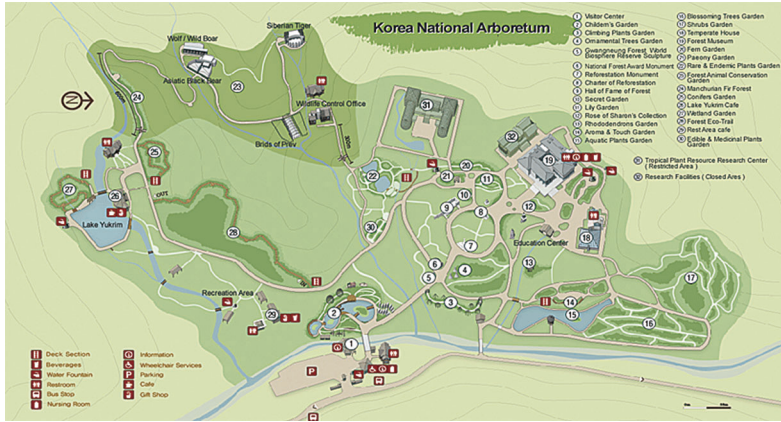 Korea National Arboretum
Wolf / Wild Boar
Siberian Tiger
Asiatic Black Bear
Wildlife Control Office
Birds of Prey
N
600m
300m
OUT
Lake Yukrim
Recreation Area
Education Center
1 Visitor Center
2 Childern's Garden
3 Climbing Plants Garden
4 Ornamental Trees Garden
5 Gwangneung Forest World
Biosphere Reserve Sculpture
6 National Forest Award Monument
7 Reforestation Monument
8 Charter of Reforestation
9 Hall of Fame of Forest
10 Secret Garden
11 Lily Garden
12 Rose of Sharon's Collection
13 Rhododendrons Garden
14 Aroma & Touch Garden
15 Aquatic Plants Garden
16 Blossoming Trees Garden
17 Shrubs Garden
18 Temperate House
19 Forest Museum
20 Fern Garden
21 Paeony Garden
22 Rare & Endemic Plants Garden
23 Forest Animal Conservation
Garden
24 Manchurian Fir Forest
25 Conifers Garden
26 Lake Yukrim Cafe
27 Wetland Garden
28 Forest Eco-Trail
29 Rest Area cafe
30 Edible & Medicinal Plants
Garden
31 Tropical Plant Resource Research Center
( Restricted Area )
32 Research Facilities ( Closed Area )
Deck Section
Beverages
Water Fountain
Restroom
Bus Stop
Nursing Room
Information
Wheelchair Services
P Parking
Cafe
Gift Shop
P